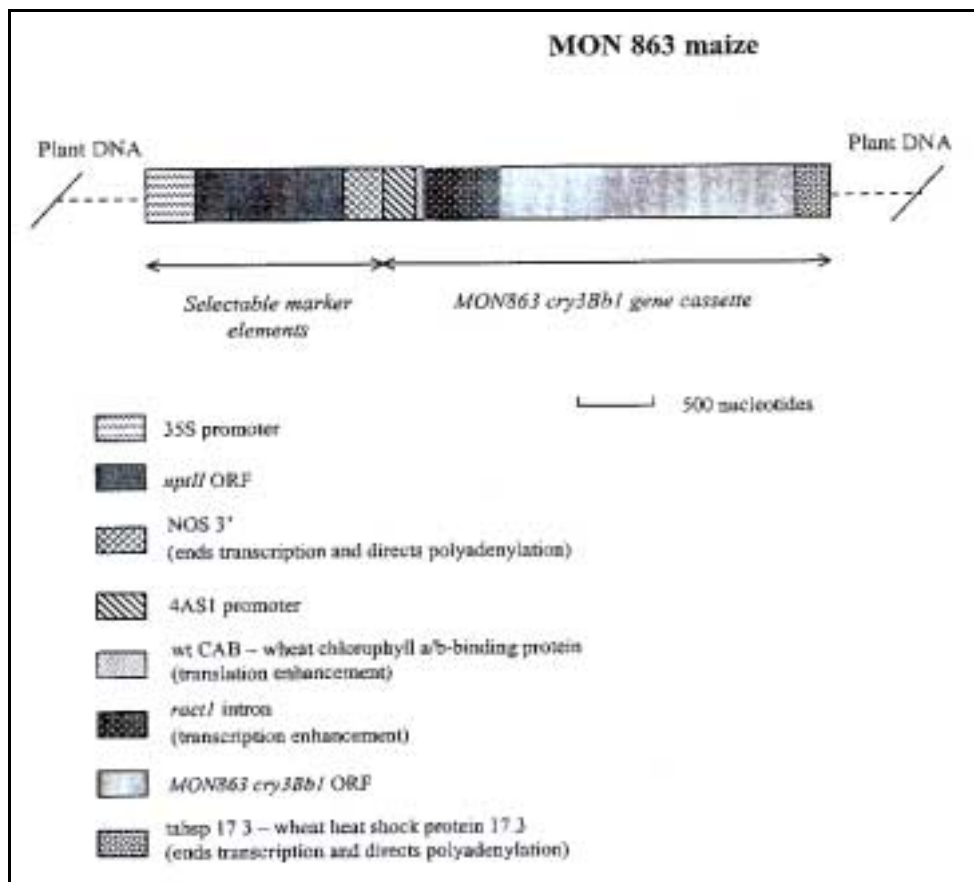 MON 863 maize
Plant DNA
Plant DNA
Selectable marker
elements
MON863 cry3Bb1 gene cassette
500 nucleotides
35S promoter
nptII ORF
NOS 3'
(ends transcription and directs polyadenylation)
4AS1 promoter
wt CAB – wheat chlorophyll a/b-binding protein
(translation enhancement)
ract1 intron
(transcription enhancement)
MON863 cry3Bb1 ORF
tahsp 17 3 – wheat heat shock protein 17.3
(ends transcription and directs polyadenylation)